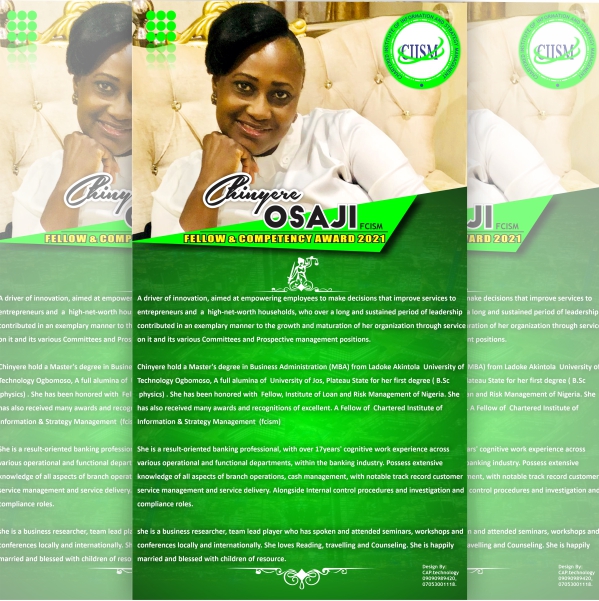 CHARTERED INSTITUTE OF INFORMATION AND STRATEGY MANAGEMENT
CIISM
Chinyere
OSAJI FCISM
FELLOW & COMPETENCY AWARD 2021
A driver of innovation, aimed at empowering employees to make decisions that improve services to
entrepreneurs and a high-net-worth households, who over a long and sustained period of leadership
contributed in an exemplary manner to the growth and maturation of her organization through service
on it and its various Committees and Prospective management positions.
Chinyere hold a Master's degree in Business Administration (MBA) from Ladoke Akintola University of
Technology Ogbomoso, A full alumina of University of Jos, Plateau State for her first degree ( B.Sc
physics) . She has been honored with Fellow, Institute of Loan and Risk Management of Nigeria. She
has also received many awards and recognitions of excellent. A Fellow of Chartered Institute of
Information & Strategy Management (fcism)
She is a result-oriented banking professional, with over 17years' cognitive work experience across
various operational and functional departments, within the banking industry. Possess extensive
knowledge of all aspects of branch operations, cash management, with notable track record customer
service management and service delivery. Alongside Internal control procedures and investigation and
compliance roles.
she is a business researcher, team lead player who has spoken and attended seminars, workshops and
conferences locally and internationally. She loves Reading, travelling and Counseling. She is happily
married and blessed with children of resource.
Design By:
CAP.technology
09090989420,
07053001118.